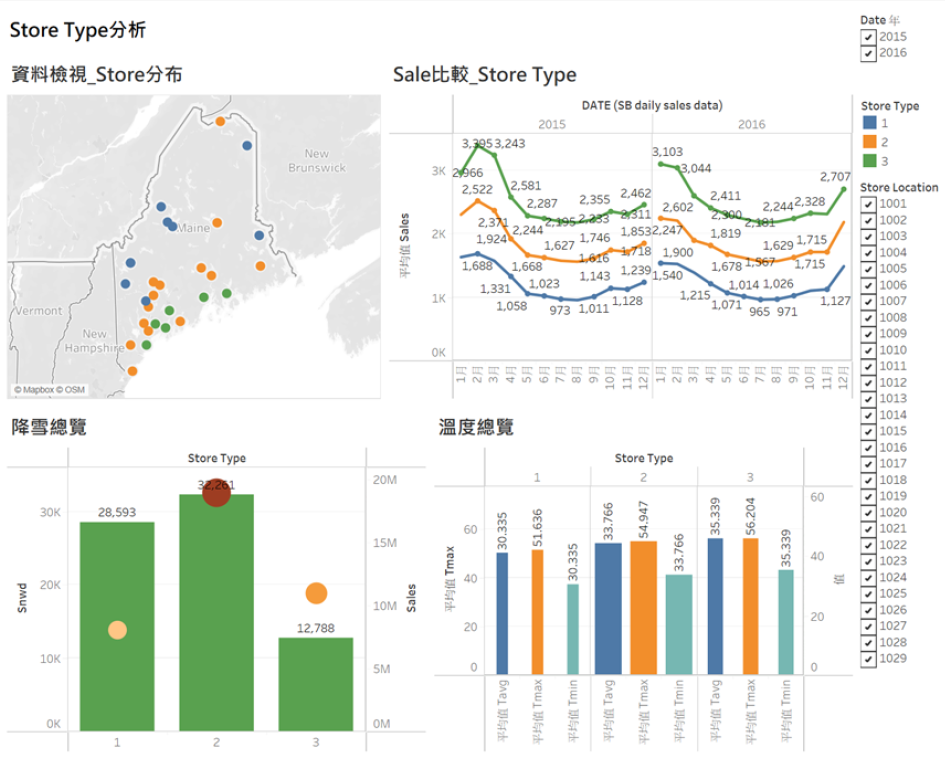 Store Type分析
資料檢視_Store分布
New Brunswick
Maine
Vermont
New Hampshire
© Mapbox © OSM
Sale比較_Store Type
DATE (SB daily sales data)
2015 2016
平均值 Sales
3K
2K
1K
0K
2,966 3,395 3,243 2,581 2,287 2,195 2,233 2,355 2,311 2,462
2,522 2,371 2,244 1,668 1,627 1,616 1,746 1,718 1,853
1,688 1,924 1,331 1,058 1,023 973 1,011 1,143 1,128 1,239
3,103 3,044 2,411 2,300 2,181 2,244 2,328 2,707
2,247 2,602 1,819 1,678 1,567 1,629 1,715 1,715
1,540 1,900 1,215 1,071 1,014 965 1,026 971 1,127
1月 2月 3月 4月 5月 6月 7月 8月 9月 10月 11月 12月 1月 2月 3月 4月 5月 6月 7月 8月 9月 10月 11月 12月
Date 年
2015
2016
Store Type
1
2
3
Store Location
1001
1002
1003
1004
1005
1006
1007
1008
1009
1010
1011
1012
1013
1014
1015
1016
1017
1018
1019
1020
1021
1022
1023
1024
1025
1026
1027
1028
1029
降雪總覽
Store Type
Snwd
30K
20K
10K
0K
28,593 32,261 12,788
20M
15M
10M
5M
0M
Sales
1 2 3
溫度總覽
Store Type
1 2 3
平均值 Tmax
60
40
20
0
30.335 51.636 30.335 33.766 54.947 33.766 35.339 56.204 35.339
60
40
20
0
值
平均值 Tavg 平均值 Tmax 平均值 Tmin 平均值 Tavg 平均值 Tmax 平均值 Tmin 平均值 Tavg 平均值 Tmax 平均值 Tmin